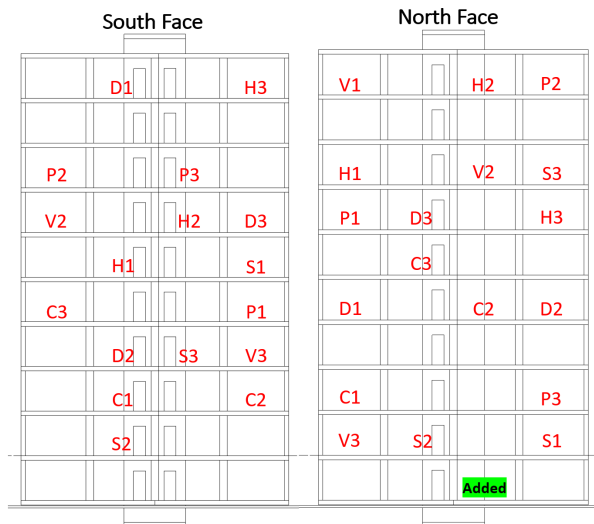 South Face
North Face
D1 H3
P2 P3
V2 H2 D3
H1 S1
C3 P1
D2 S3 V3
C1 C2
S2
V1 H2 P2
H1 V2 S3
P1 D3 H3
C3
D1 C2 D2
C1 P3
V3 S2 S1
Added